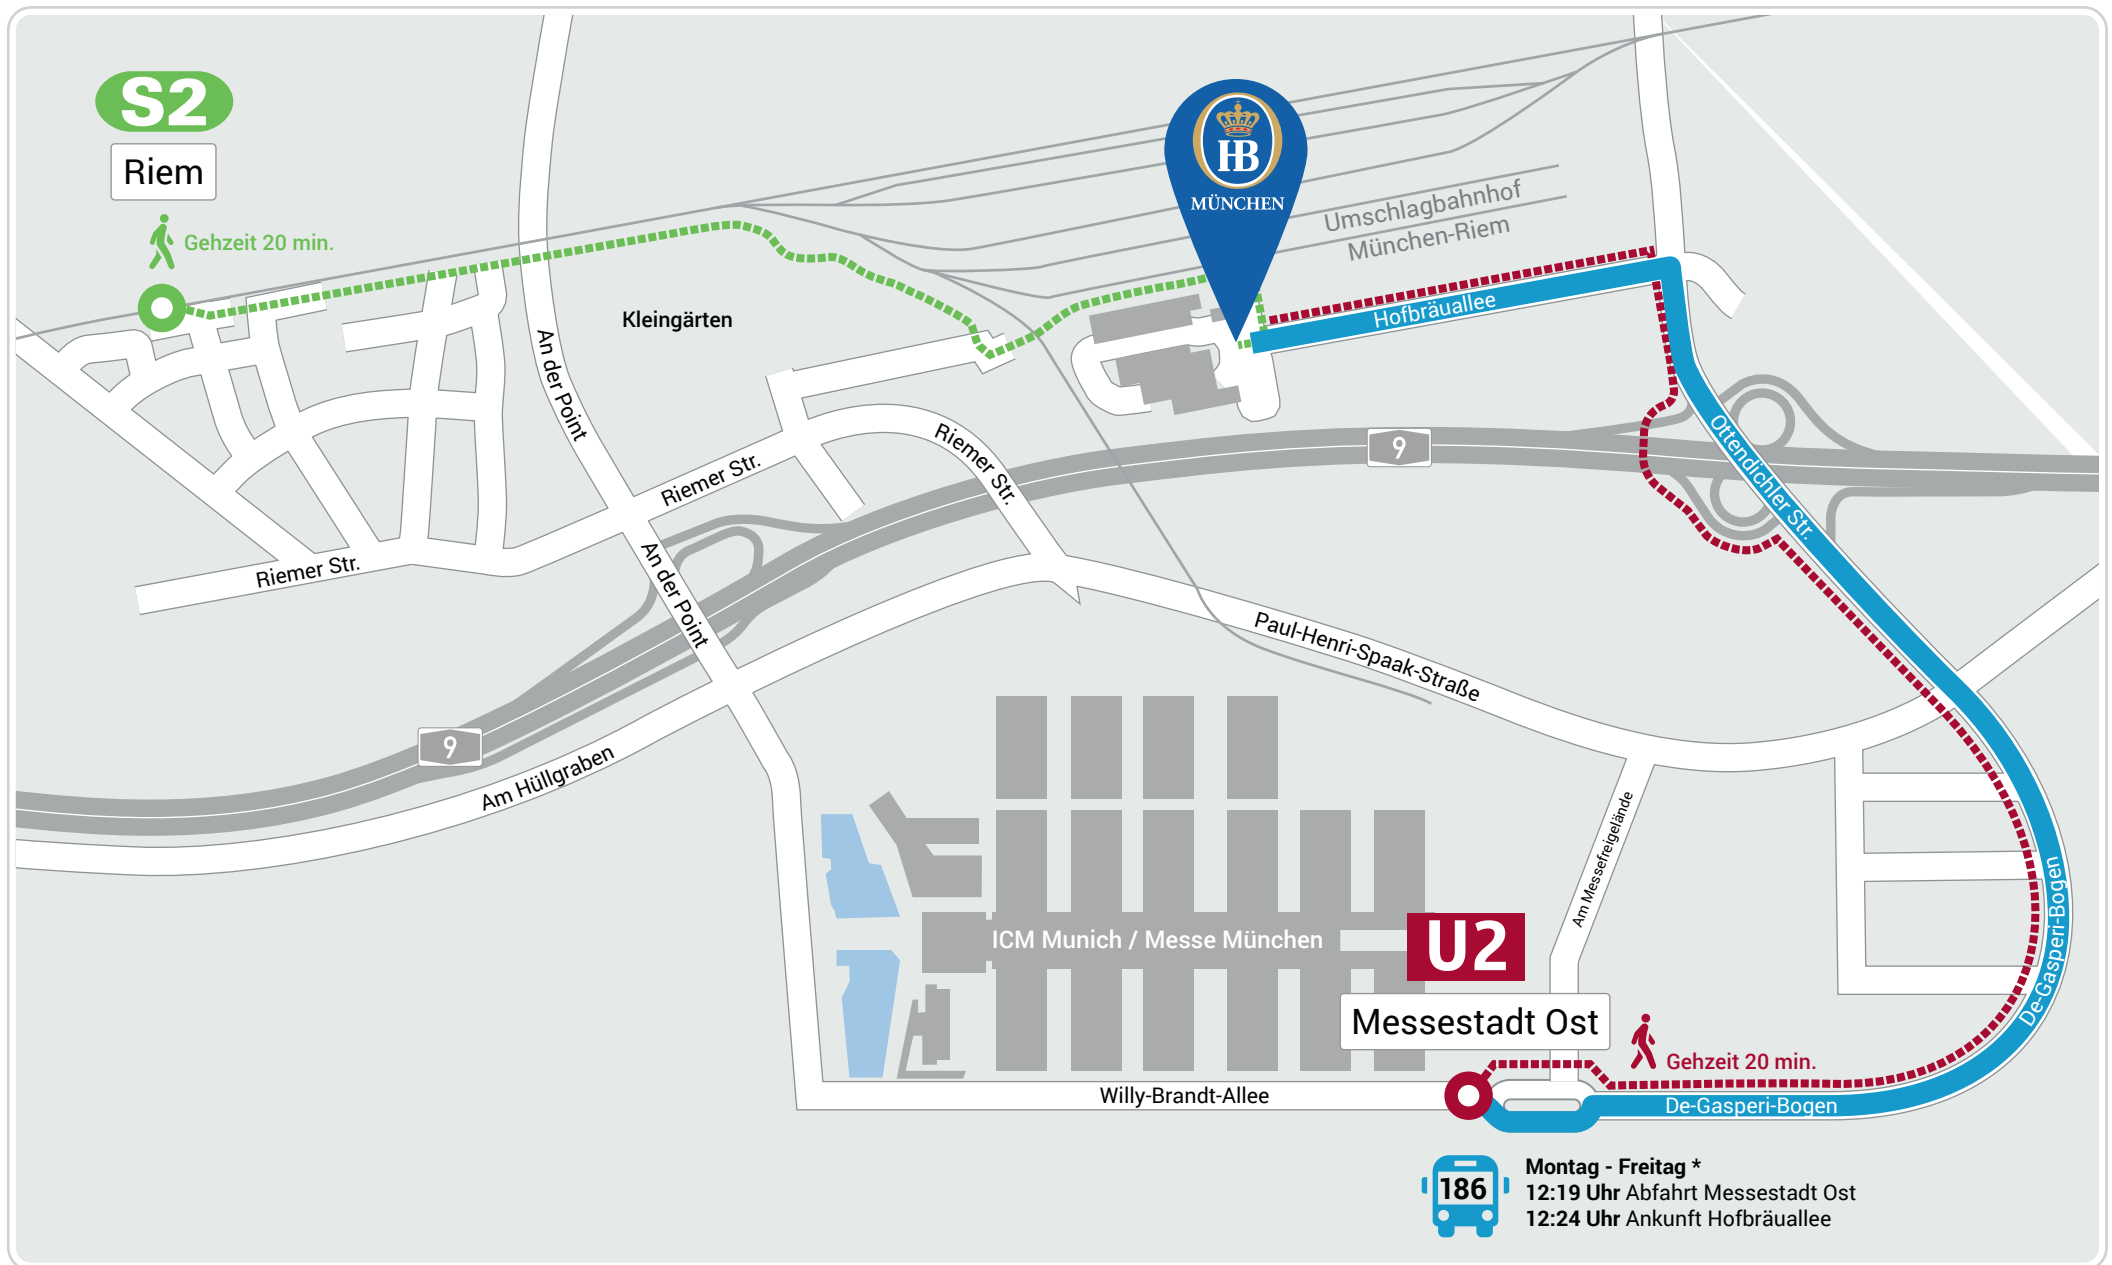 S2
Riem
Gehzeit 20 min.
HB
MÜNCHEN
Umschlagbahnhof
München-Riem
Hofbräuallee
Kleingärten
An der Point
Riemer Str.
Riemer Str.
9
Ottendichler Str.
Riemer Str.
An der Point
Paul-Henri-Spaak-Straße
9
Am Hüllgraben
Am Messefreigelände
De-Gasperi-Bogen
ICM Munich / Messe München
U2
Messestadt Ost
Gehzeit 20 min.
Willy-Brandt-Allee
De-Gasperi-Bogen
186
Montag - Freitag *
12:19 Uhr Abfahrt Messestadt Ost
12:24 Uhr Ankunft Hofbräuallee